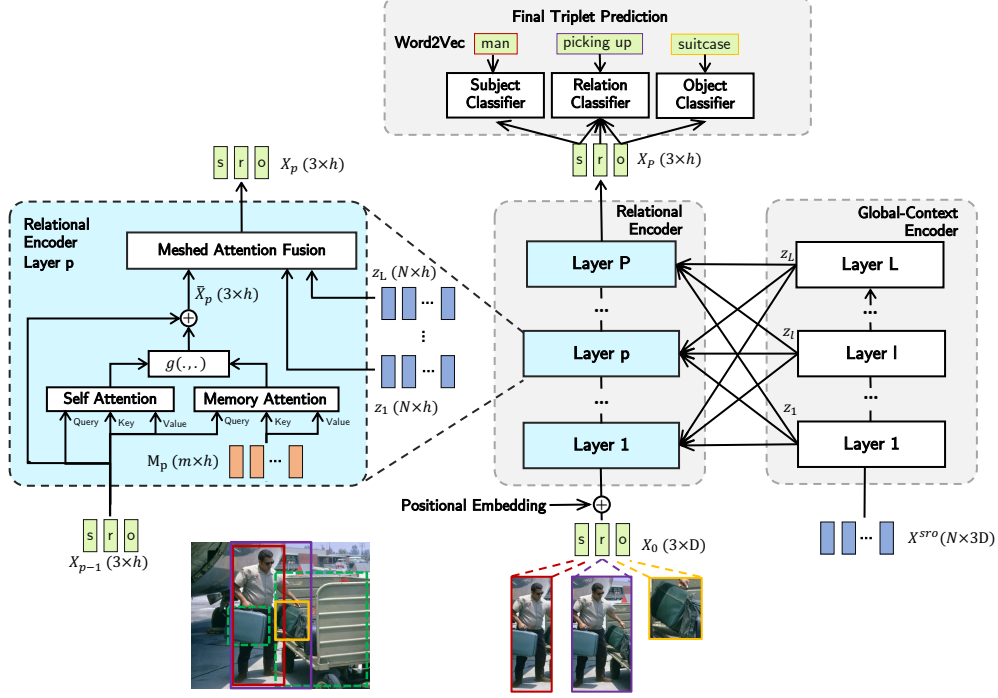 Final Triplet Prediction
Word2Vec
man
picking up
suitcase
Subject
Classifier
Relation
Classifier
Object
Classifier
s r o
X_p (3×h)
s r o
X_P (3×h)
Relational
Encoder
Layer p
Meshed Attention Fusion
z_L (N×h)
X̄_p (3×h)
+
...
g(.,.)
...
Self Attention
Memory Attention
z_1 (N×h)
Query
Key
Value
Query
Key
Value
M_p (m×h)
...
s r o
X_{p−1} (3×h)
Relational
Encoder
Layer P
...
Layer p
...
Layer 1
Positional Embedding
+
s r o
X_0 (3×D)
Global-Context
Encoder
z_L
Layer L
...
z_l
Layer l
...
z_1
Layer 1
...
X^{sro} (N×3D)